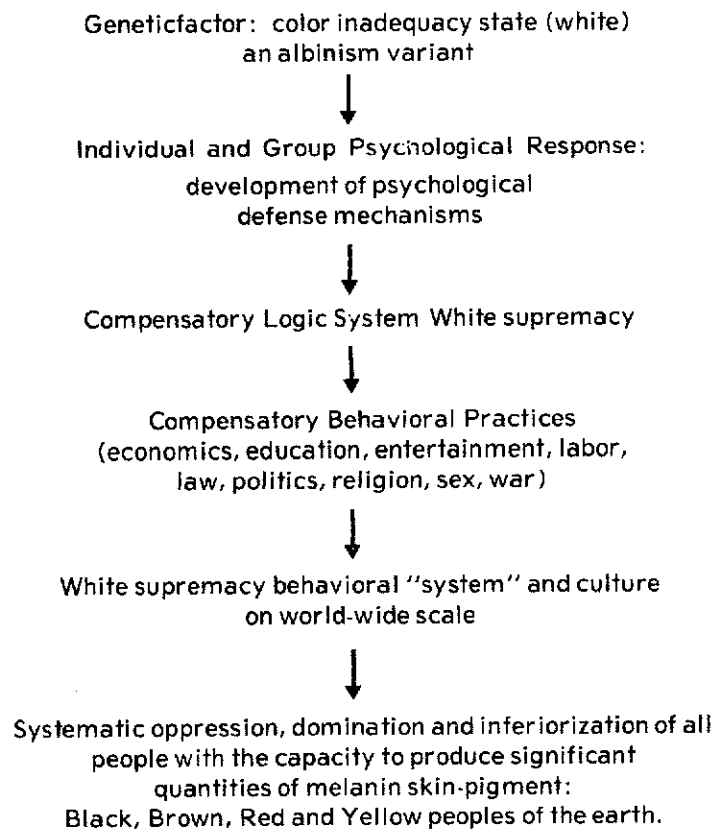 Geneticfactor: color inadequacy state (white)
an albinism variant
Individual and Group Psychological Response:
development of psychological
defense mechanisms
Compensatory Logic System White supremacy
Compensatory Behavioral Practices
(economics, education, entertainment, labor,
law, politics, religion, sex, war)
White supremacy behavioral "system" and culture
on world-wide scale
Systematic oppression, domination and inferiorization of all
people with the capacity to produce significant
quantities of melanin skin-pigment:
Black, Brown, Red and Yellow peoples of the earth.